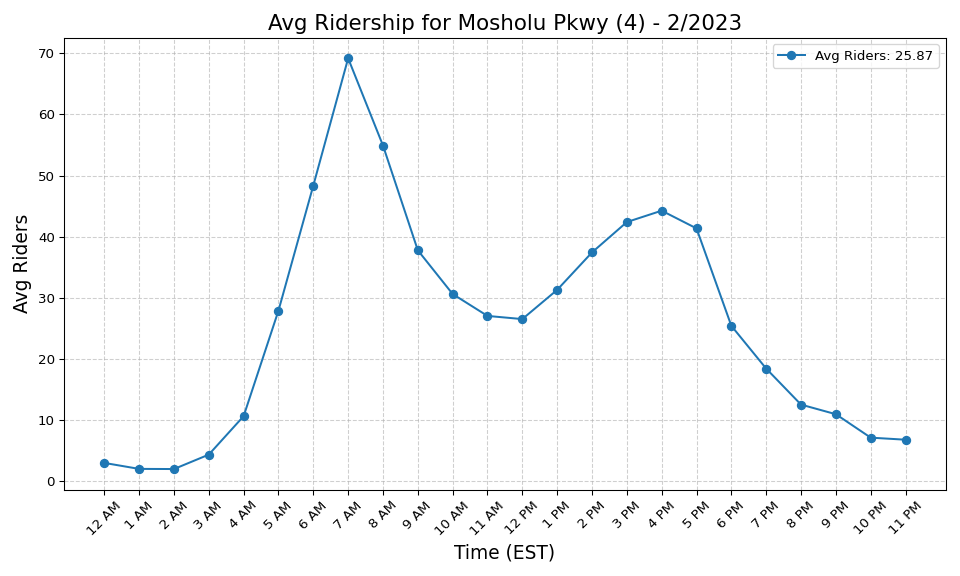 Avg Ridership for Mosholu Pkwy (4) - 2/2023
Avg Riders: 25.87
Avg Riders
70
60
50
40
30
20
10
0
12 AM
1 AM
2 AM
3 AM
4 AM
5 AM
6 AM
7 AM
8 AM
9 AM
10 AM
11 AM
12 PM
1 PM
2 PM
3 PM
4 PM
5 PM
6 PM
7 PM
8 PM
9 PM
10 PM
11 PM
Time (EST)